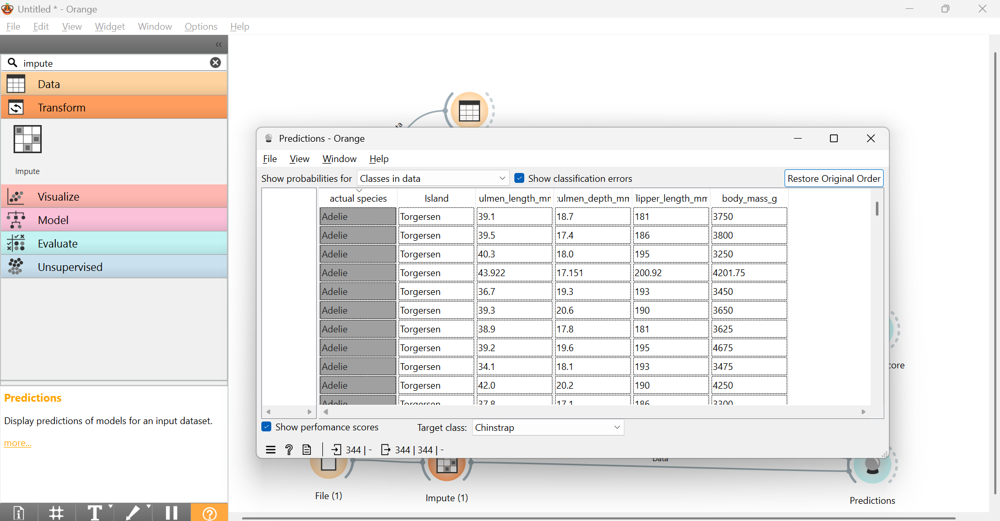 Untitled * - Orange
File Edit View Widget Window Options Help
impute
Data
Transform
Impute
Visualize
Model
Evaluate
Unsupervised
Predictions
Display predictions of models for an input dataset.
more...
ta
Predictions - Orange
File View Window Help
Show probabilities for Classes in data Show classification errors Restore Original Order
actual species Island ulmen_length_mm culmen_depth_mm flipper_length_mm body_mass_g
Adelie Torgersen 39.1 18.7 181 3750
Adelie Torgersen 39.5 17.4 186 3800
Adelie Torgersen 40.3 18.0 195 3250
Adelie Torgersen 43.922 17.151 200.92 4201.75
Adelie Torgersen 36.7 19.3 193 3450
Adelie Torgersen 39.3 20.6 190 3650
Adelie Torgersen 38.9 17.8 181 3625
Adelie Torgersen 39.2 19.6 195 4675
Adelie Torgersen 34.1 18.1 193 3475
Adelie Torgersen 42.0 20.2 190 4250
Adelie Torgersen 37.8 17.1 186 3300
Show perfomance scores Target class: Chinstrap
344 | - 344 | 344 | -
core
Data
File (1)
Impute (1)
Predictions